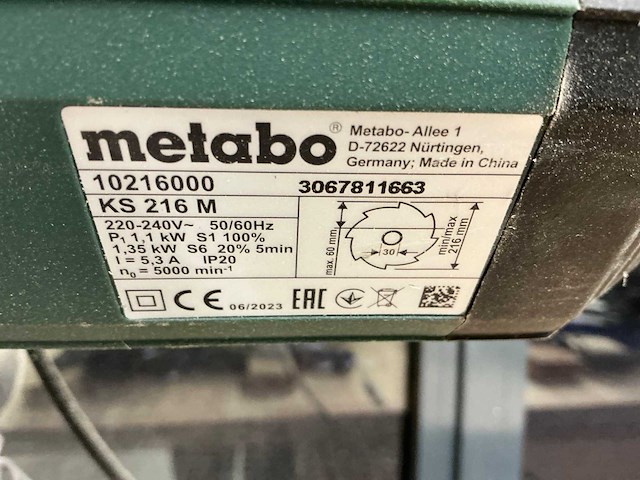 metabo®
Metabo-Allee 1
D-72622 Nürtingen,
Germany; Made in China
10216000
3067811663
KS 216 M
220-240V~ 50/60Hz
P₁ 1,1 kW S1 100%
1,35 kW S6 20% 5min
I = 5,3 A IP20
n₀ = 5000 min⁻¹
max. 60 mm
30
min/max
216 mm
CE 06/2023 EAC